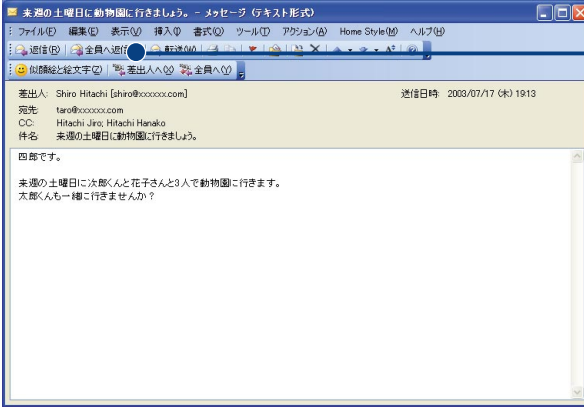 来週の土曜日に動物園に行きましょう。 - メッセージ (テキスト形式)
ファイル(F) 編集(E) 表示(V) 挿入(I) 書式(O) ツール(T) アクション(A) Home Style(M) ヘルプ(H)
返信(R) 全員へ返信 転送(W)
似顔絵と絵文字(Z) 差出人へ(X) 全員へ(Y)
差出人: Shiro Hitachi [shiro@xxxxxx.com] 送信日時: 2003/07/17 (木) 19:13
宛先: taro@xxxxxx.com
CC: Hitachi Jiro; Hitachi Hanako
件名: 来週の土曜日に動物園に行きましょう。
四郎です。
来週の土曜日に次郎くんと花子さんと3人で動物園に行きます。
太郎くんも一緒に行きませんか?